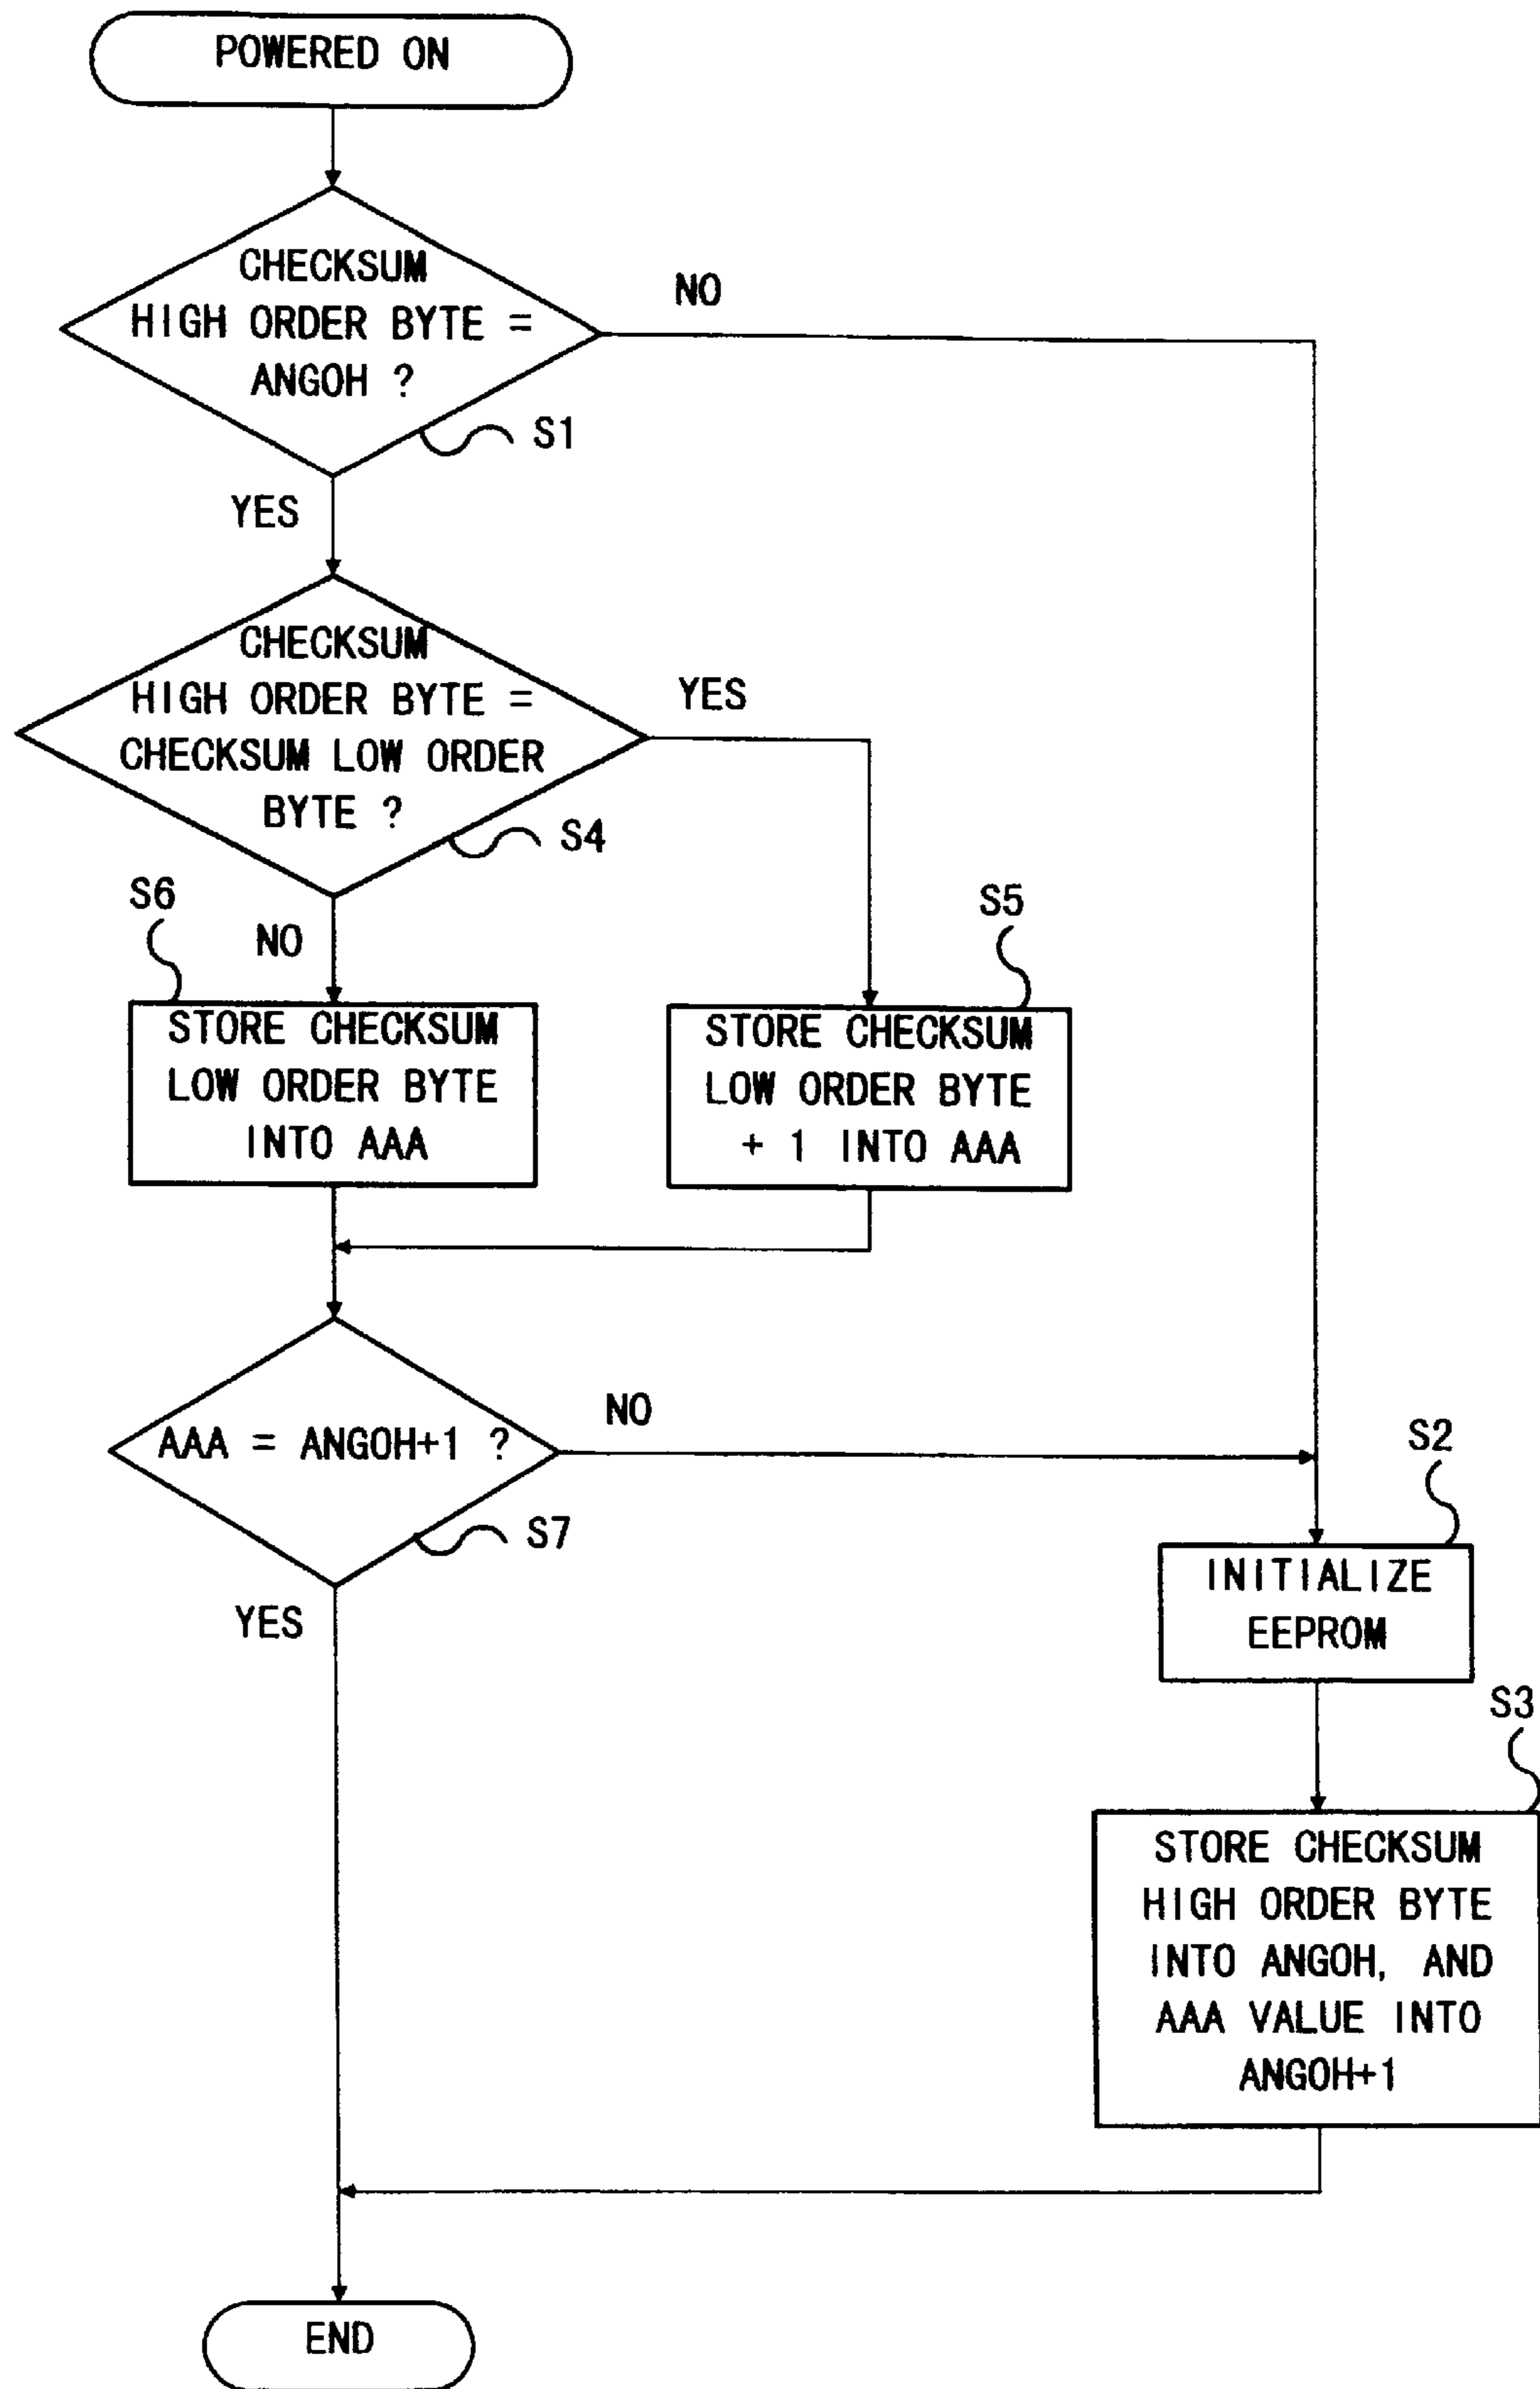 POWERED ON
CHECKSUM
HIGH ORDER BYTE =
ANGOH ?
NO
S1
YES
CHECKSUM
HIGH ORDER BYTE =
CHECKSUM LOW ORDER
BYTE ?
YES
S4
S6
NO
S5
STORE CHECKSUM
LOW ORDER BYTE
INTO AAA
STORE CHECKSUM
LOW ORDER BYTE
+ 1 INTO AAA
AAA = ANGOH+1 ?
NO
S7
YES
S2
INITIALIZE
EEPROM
S3
STORE CHECKSUM
HIGH ORDER BYTE
INTO ANGOH, AND
AAA VALUE INTO
ANGOH+1
END